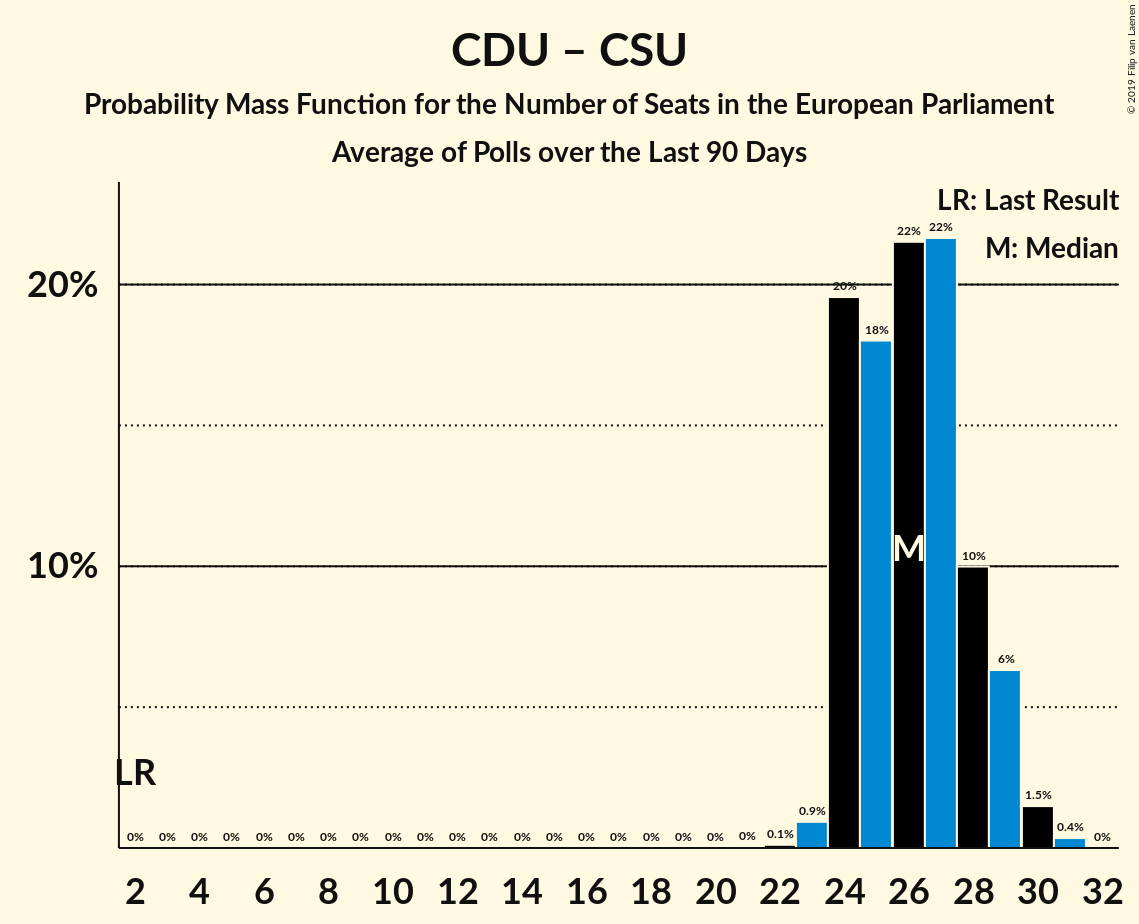 CDU – CSU
Probability Mass Function for the Number of Seats in the European Parliament
Average of Polls over the Last 90 Days
© 2019 Filip van Laenen
LR: Last Result
M: Median
20%
10%
LR
M
0% 0% 0% 0% 0% 0% 0% 0% 0% 0% 0% 0% 0% 0% 0% 0% 0% 0% 0% 0% 0.1% 0.9% 20% 18% 22% 22% 10% 6% 1.5% 0.4% 0%
2 4 6 8 10 12 14 16 18 20 22 24 26 28 30 32